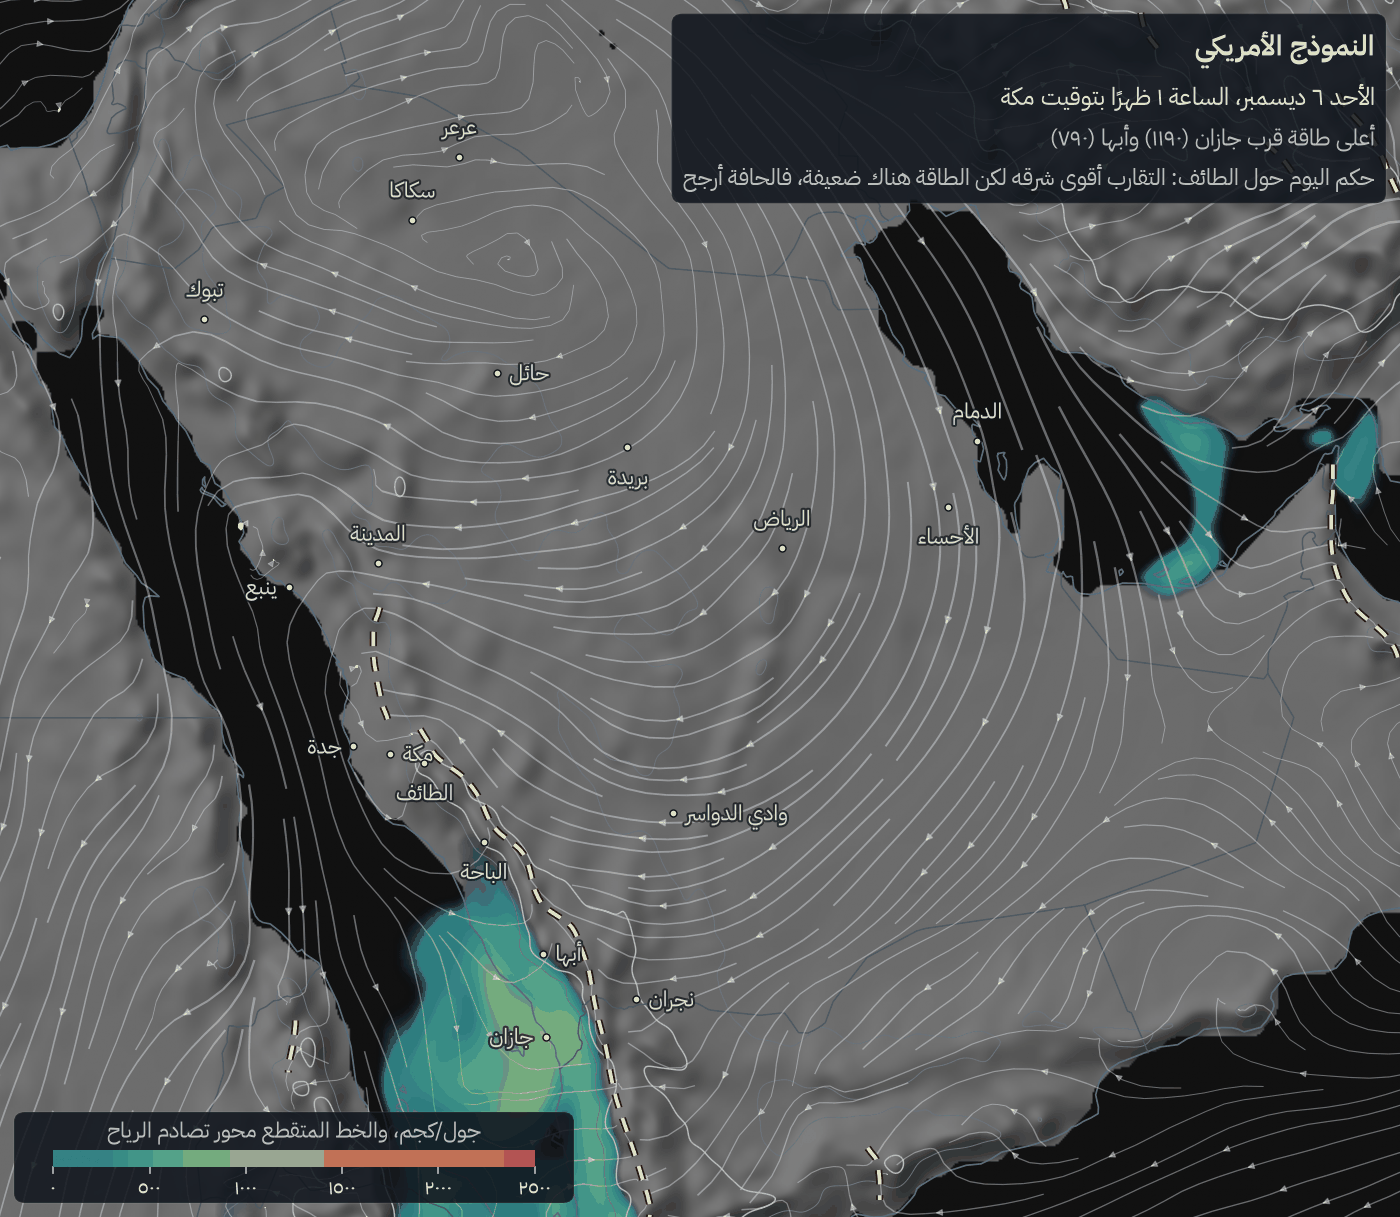 النموذج الأمريكي
الأحد ٦ ديسمبر، الساعة ١ ظهرًا بتوقيت مكة
أعلى طاقة قرب جازان (١١٩٠) وأبها (٧٩٠)
حكم اليوم حول الطائف: التقارب أقوى شرقه لكن الطاقة هناك ضعيفة، فالحافة أرجح
عرعر
سكاكا
تبوك
حائل
الدمام
بريدة
الرياض
الأحساء
المدينة
ينبع
جدة
مكة
الطائف
وادي الدواسر
الباحة
أبها
نجران
جازان
جول/كجم، والخط المتقطع محور تصادم الرياح
٠ ٥٠٠ ١٠٠٠ ١٥٠٠ ٢٠٠٠ ٢٥٠٠